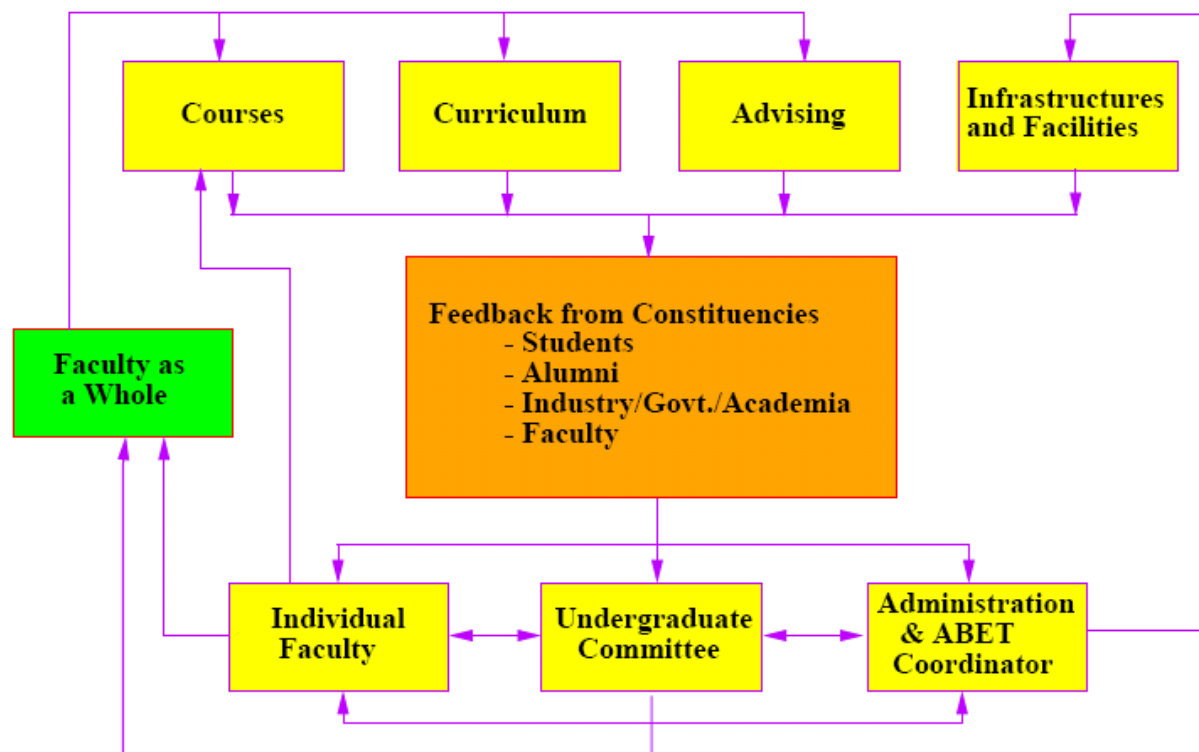 Courses
Curriculum
Advising
Infrastructures
and Facilities
Feedback from Constituencies
- Students
- Alumni
- Industry/Govt./Academia
- Faculty
Faculty as
a Whole
Individual
Faculty
Undergraduate
Committee
Administration
& ABET
Coordinator